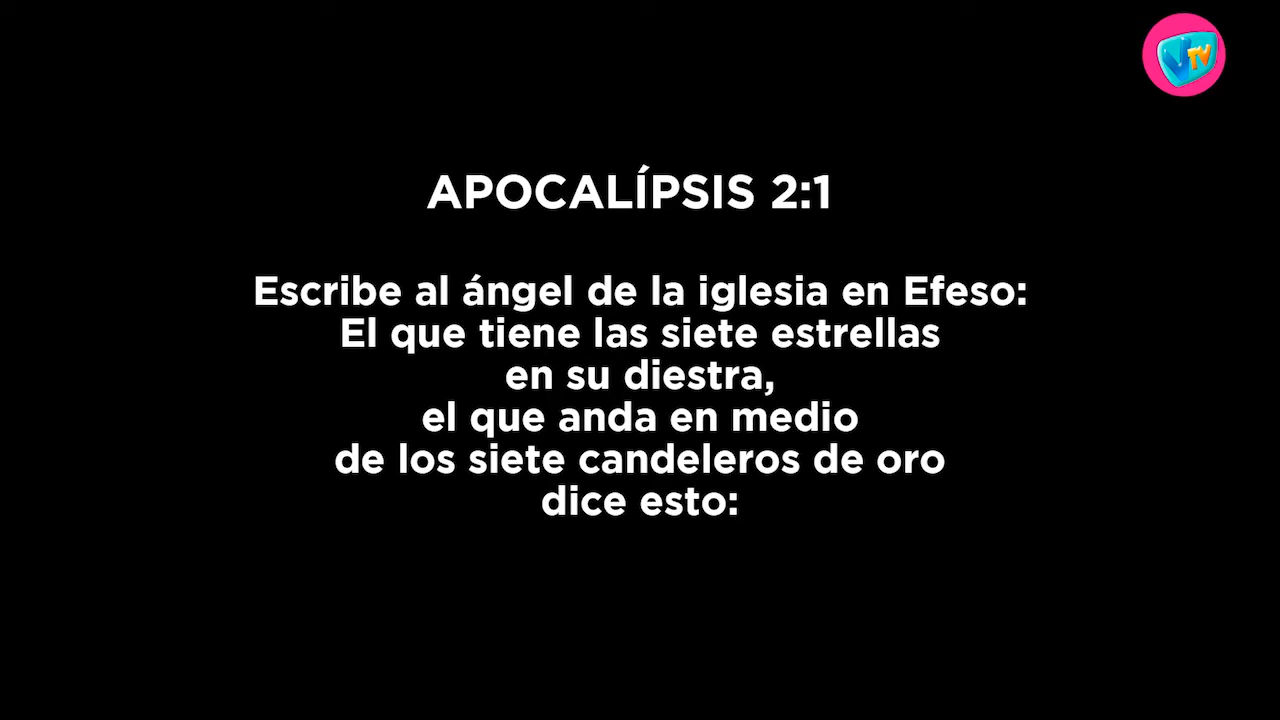 VTV
APOCALÍPSIS 2:1
Escribe al ángel de la iglesia en Efeso:
El que tiene las siete estrellas
en su diestra,
el que anda en medio
de los siete candeleros de oro
dice esto: